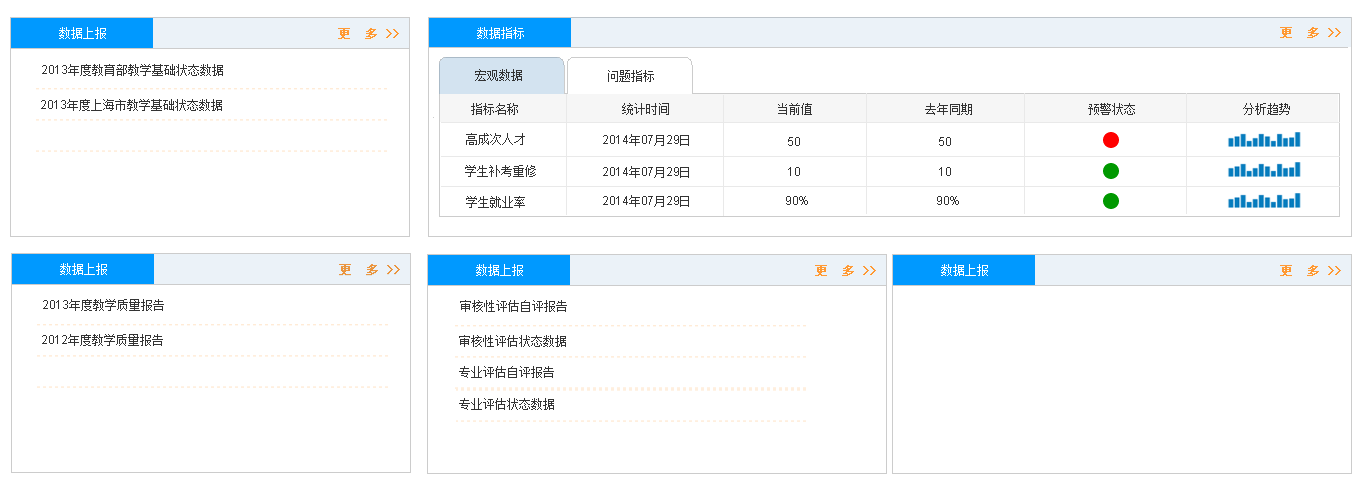 数据上报 更 多 >>
2013年度教育部教学基础状态数据
2013年度上海市教学基础状态数据
数据指标 更 多 >>
宏观数据 问题指标
指标名称 统计时间 当前值 去年同期 预警状态 分析趋势
高成次人才 2014年07月29日 50 50
学生补考重修 2014年07月29日 10 10
学生就业率 2014年07月29日 90% 90%
数据上报 更 多 >>
2013年度教学质量报告
2012年度教学质量报告
数据上报 更 多 >>
审核性评估自评报告
审核性评估状态数据
专业评估自评报告
专业评估状态数据
数据上报 更 多 >>